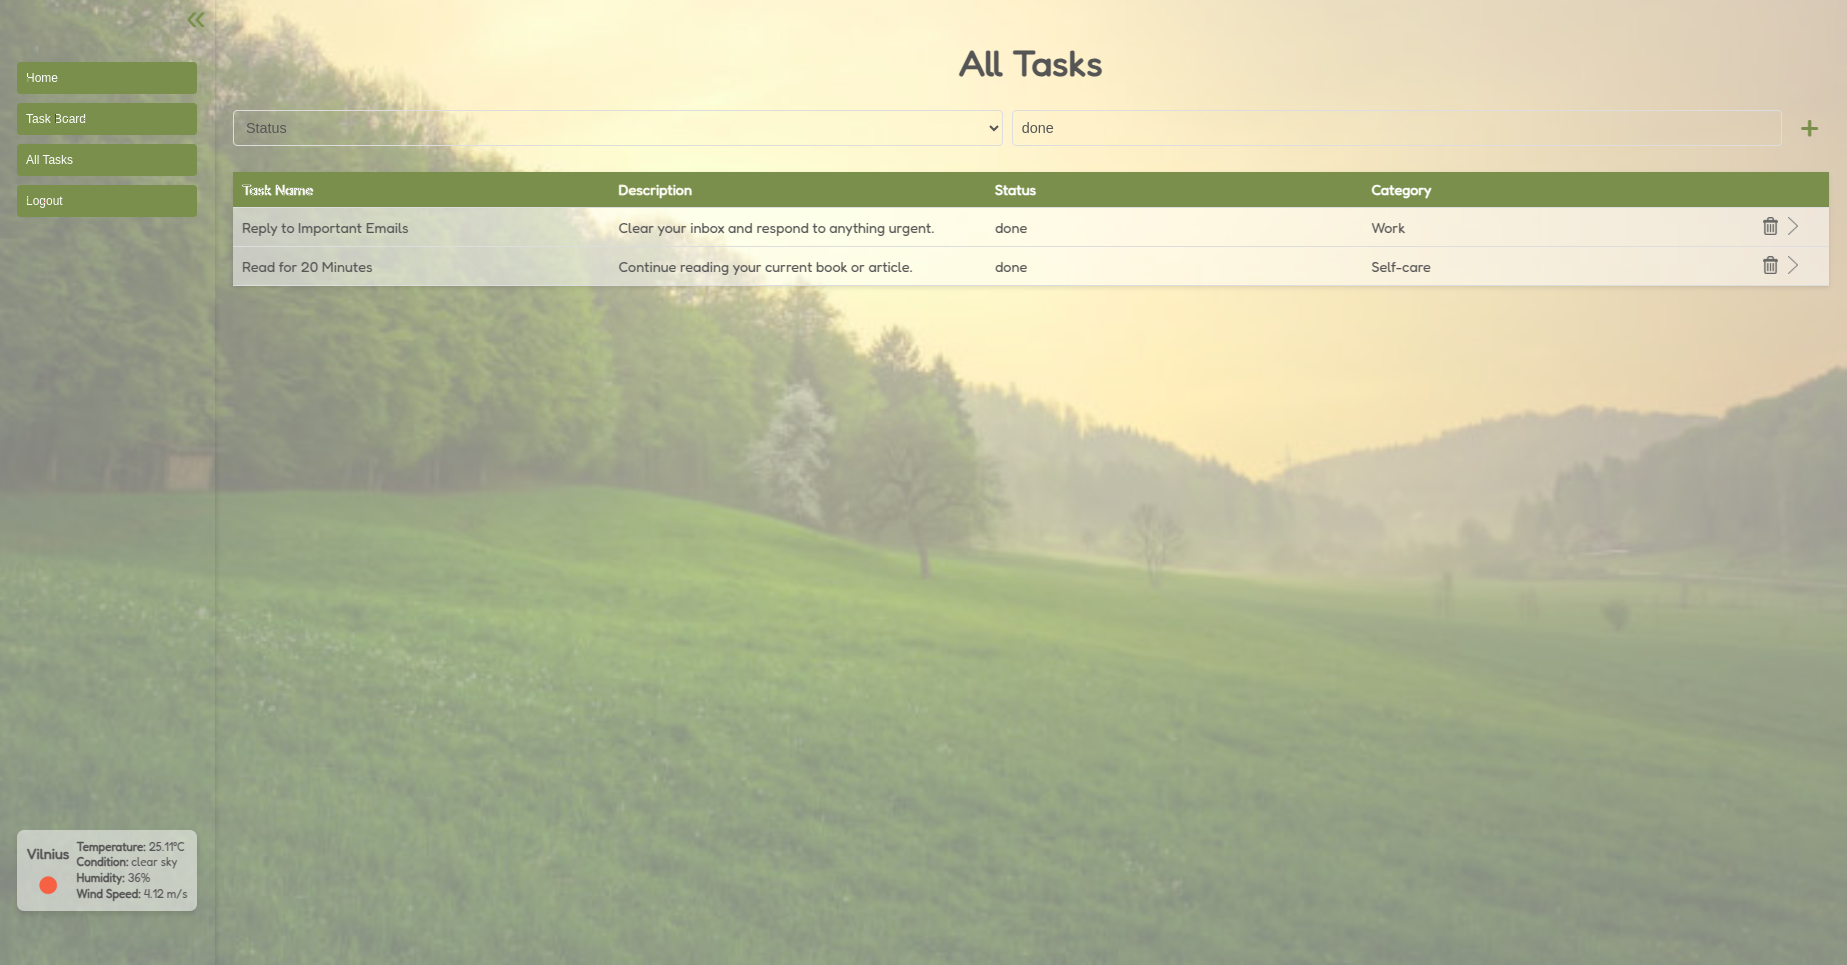 Home
Task Board
All Tasks
Logout
All Tasks
Status
done
Task Name Description Status Category
Reply to Important Emails Clear your inbox and respond to anything urgent. done Work
Read for 20 Minutes Continue reading your current book or article. done Self-care
Vilnius
Temperature: 25.11°C
Condition: clear sky
Humidity: 36%
Wind Speed: 4.12 m/s